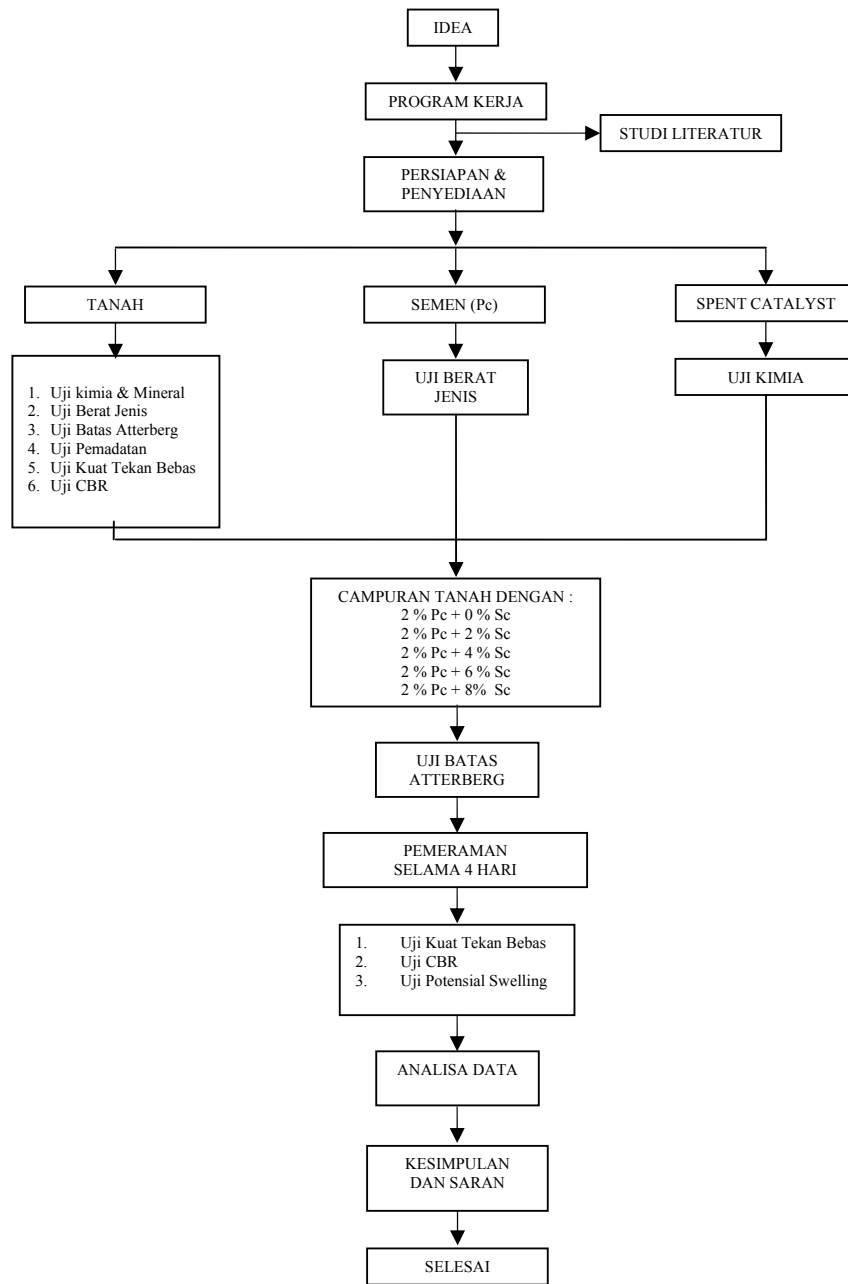 IDEA
PROGRAM KERJA
STUDI LITERATUR
PERSIAPAN &
PENYEDIAAN
TANAH
SEMEN (Pc)
SPENT CATALYST
1. Uji kimia & Mineral
2. Uji Berat Jenis
3. Uji Batas Atterberg
4. Uji Pemadatan
5. Uji Kuat Tekan Bebas
6. Uji CBR
UJI BERAT
JENIS
UJI KIMIA
CAMPURAN TANAH DENGAN :
2 % Pc + 0 % Sc
2 % Pc + 2 % Sc
2 % Pc + 4 % Sc
2 % Pc + 6 % Sc
2 % Pc + 8% Sc
UJI BATAS
ATTERBERG
PEMERAMAN
SELAMA 4 HARI
1. Uji Kuat Tekan Bebas
2. Uji CBR
3. Uji Potensial Swelling
ANALISA DATA
KESIMPULAN
DAN SARAN
SELESAI